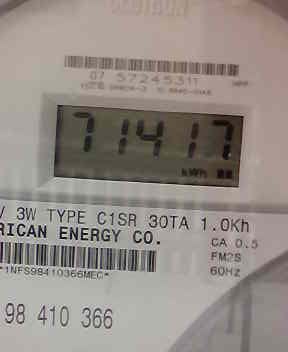 07 57245311
71417
kWh
V 3W TYPE C1SR 30TA 1.0Kh
RICAN ENERGY CO.
CA 0.5
FM2S
60HZ
*1NFS98410366MEC*
98 410 366